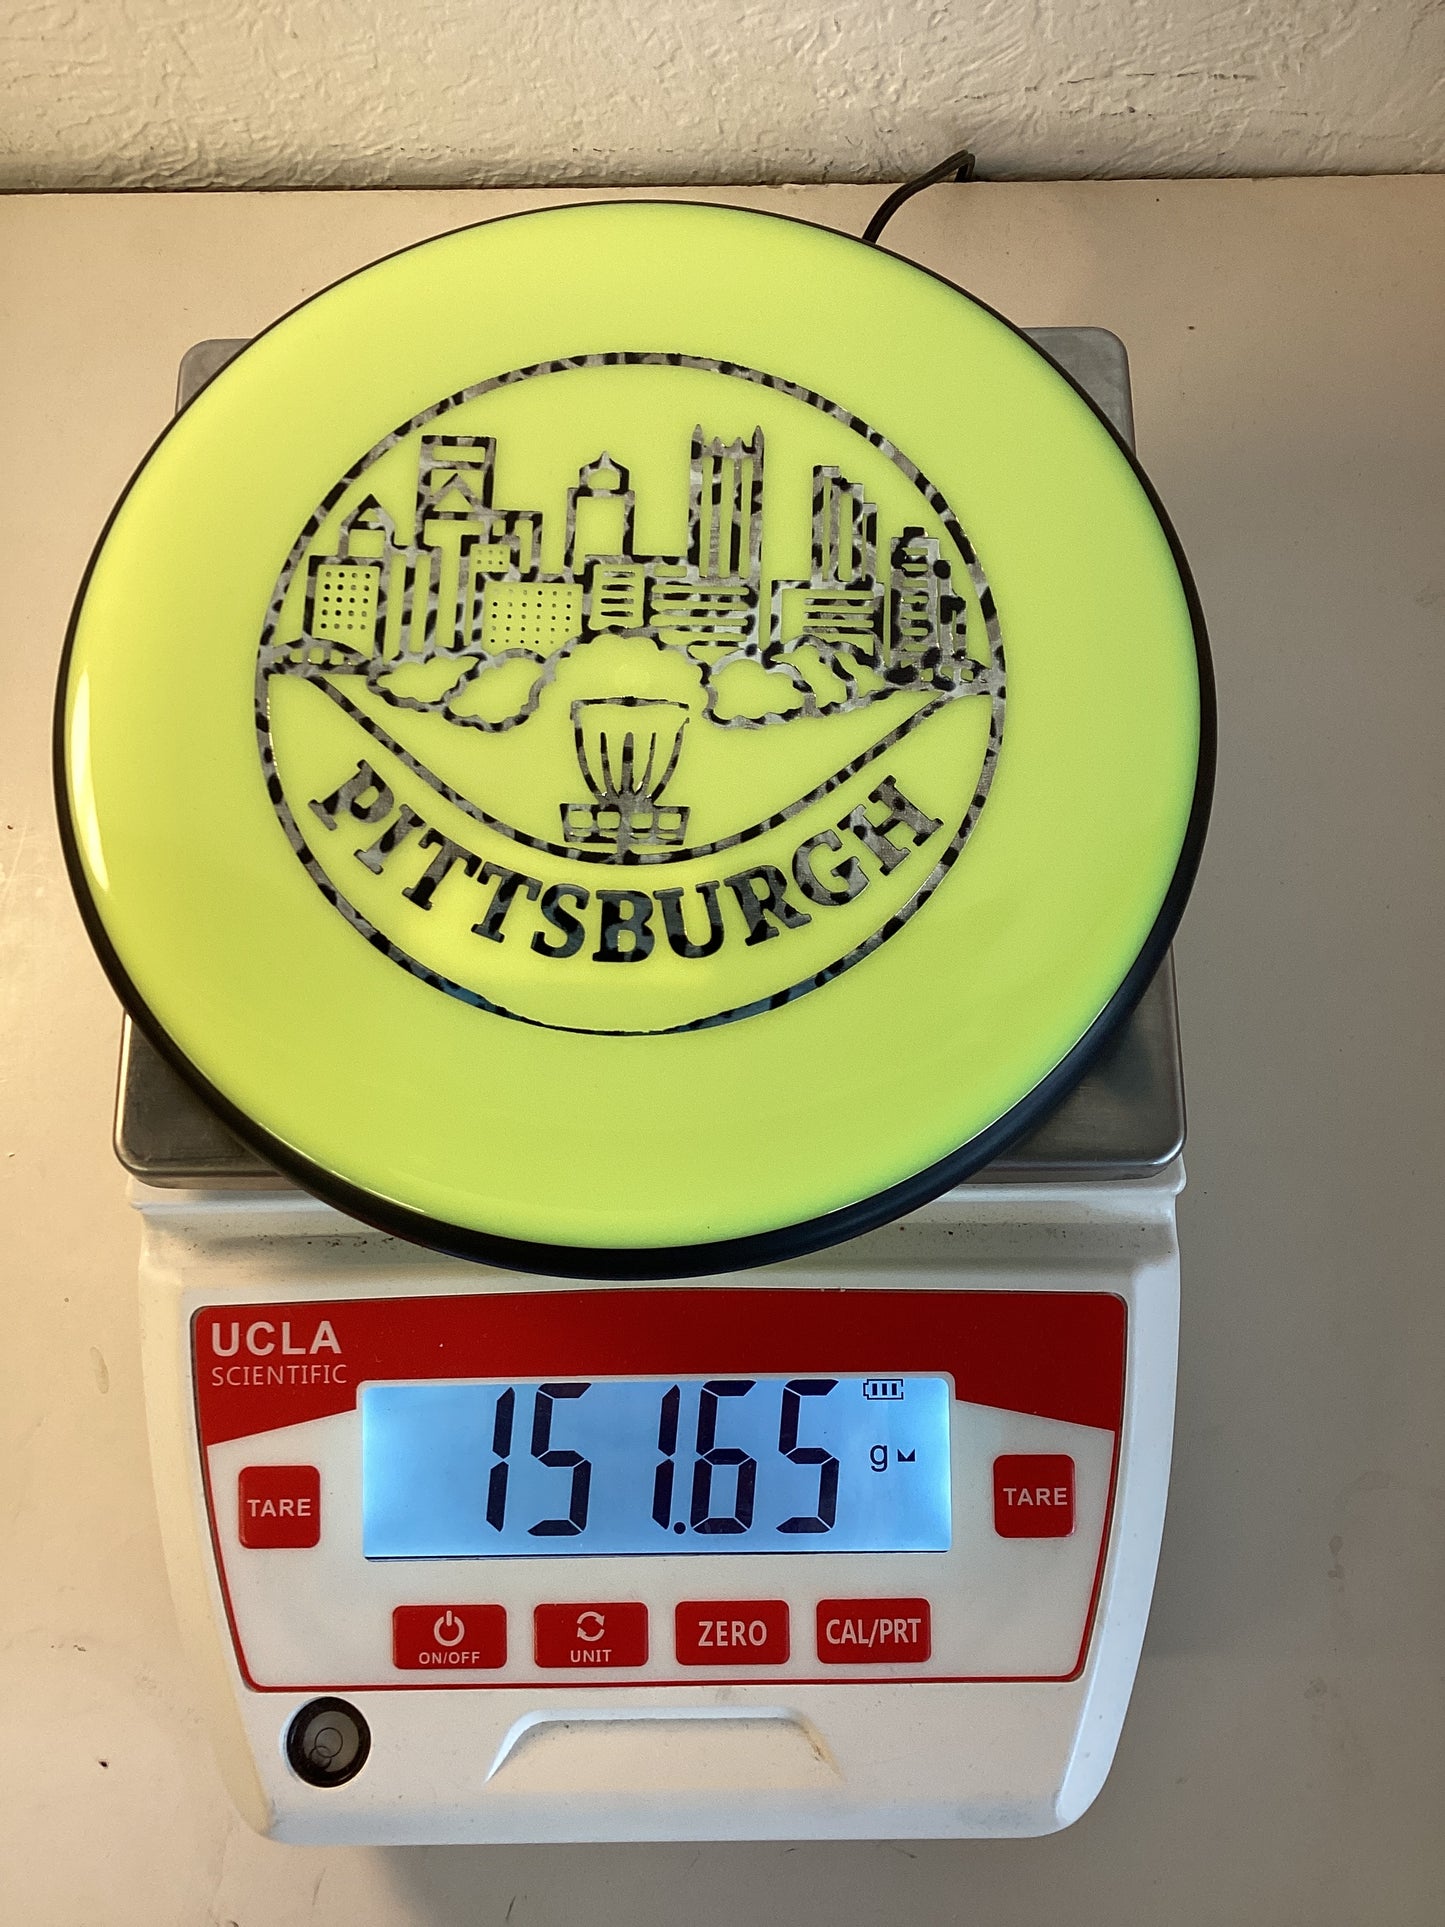 PITTSBURGH
UCLA
SCIENTIFIC
151.65 g
TARE
TARE
ON/OFF
UNIT
ZERO
CAL/PRT